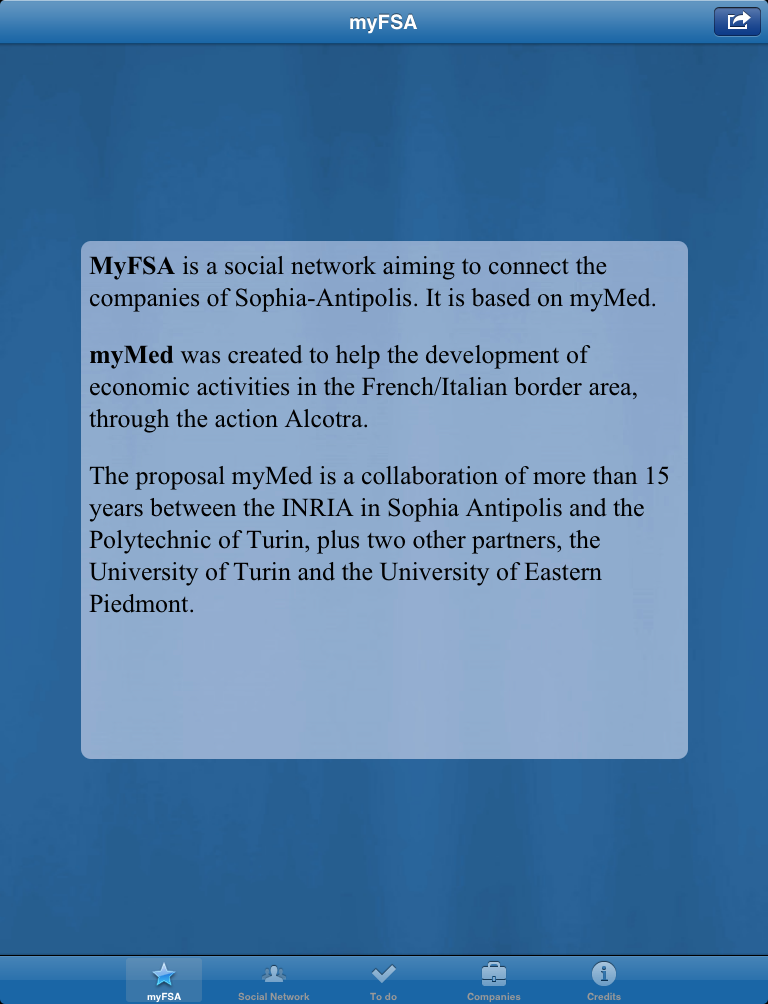 myFSA
MyFSA is a social network aiming to connect the
companies of Sophia-Antipolis. It is based on myMed.
myMed was created to help the development of
economic activities in the French/Italian border area,
through the action Alcotra.
The proposal myMed is a collaboration of more than 15
years between the INRIA in Sophia Antipolis and the
Polytechnic of Turin, plus two other partners, the
University of Turin and the University of Eastern
Piedmont.
myFSA
Social Network
To do
Companies
Credits